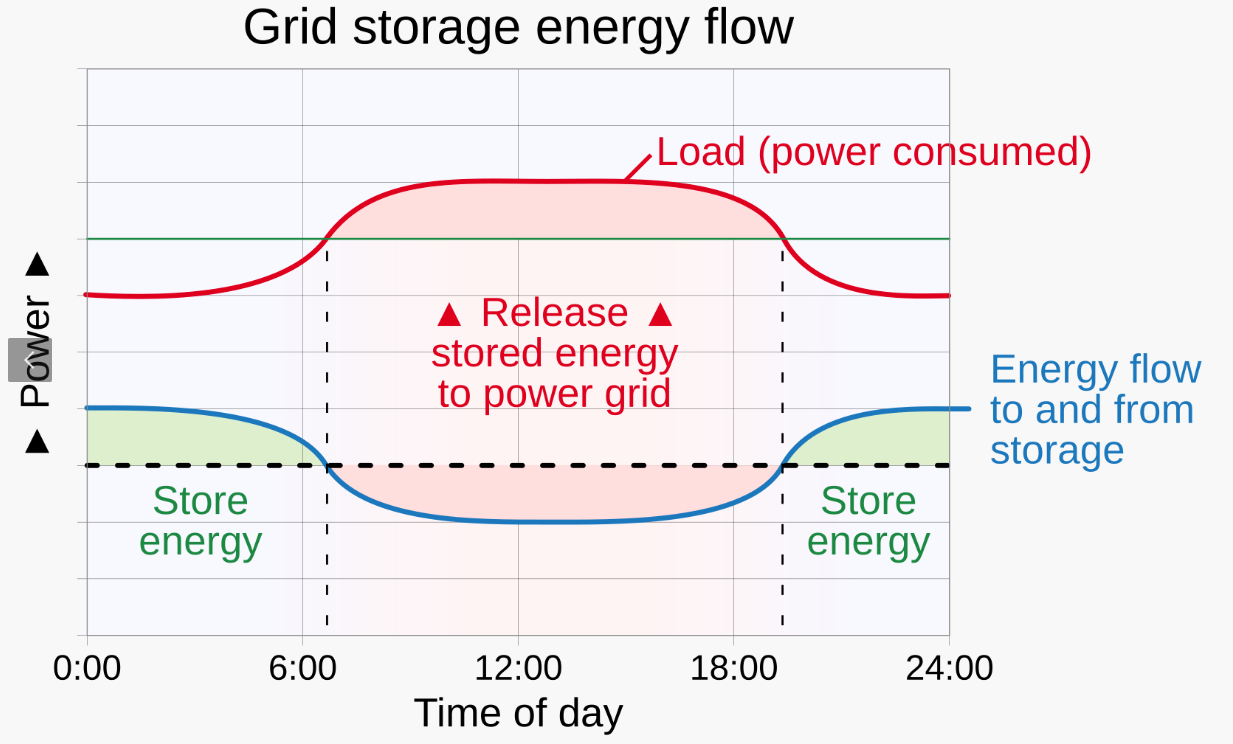 Grid storage energy flow
Load (power consumed)
▲ Release ▲
stored energy
to power grid
◄ Power ►
Energy flow
to and from
storage
Store
energy
Store
energy
0:00 6:00 12:00 18:00 24:00
Time of day